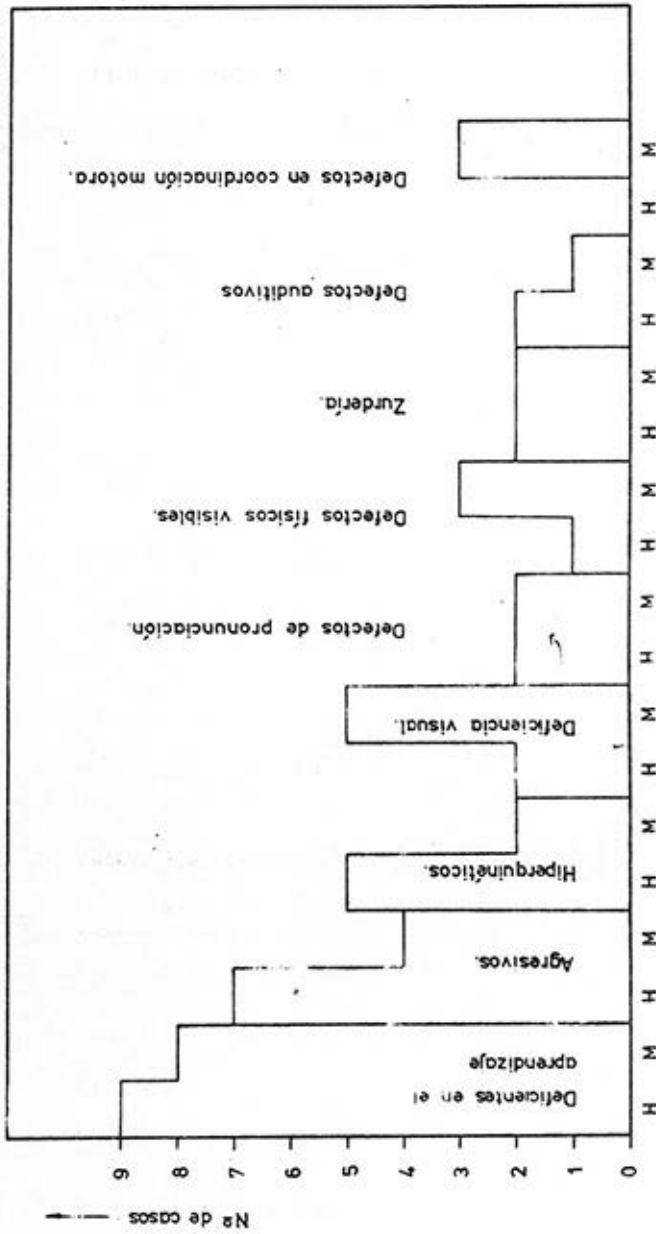 Nº de casos
9
8
7
6
5
4
3
2
1
0
Deficientes en el
aprendizaje
Agresivos.
Hiperquinéticos.
Deficiencia visual.
Defectos de pronunciación.
Defectos físicos visibles.
Zurdería.
Defectos auditivos
Defectos en coordinación motora.
H M H M H M H M H M H M H M H M H M